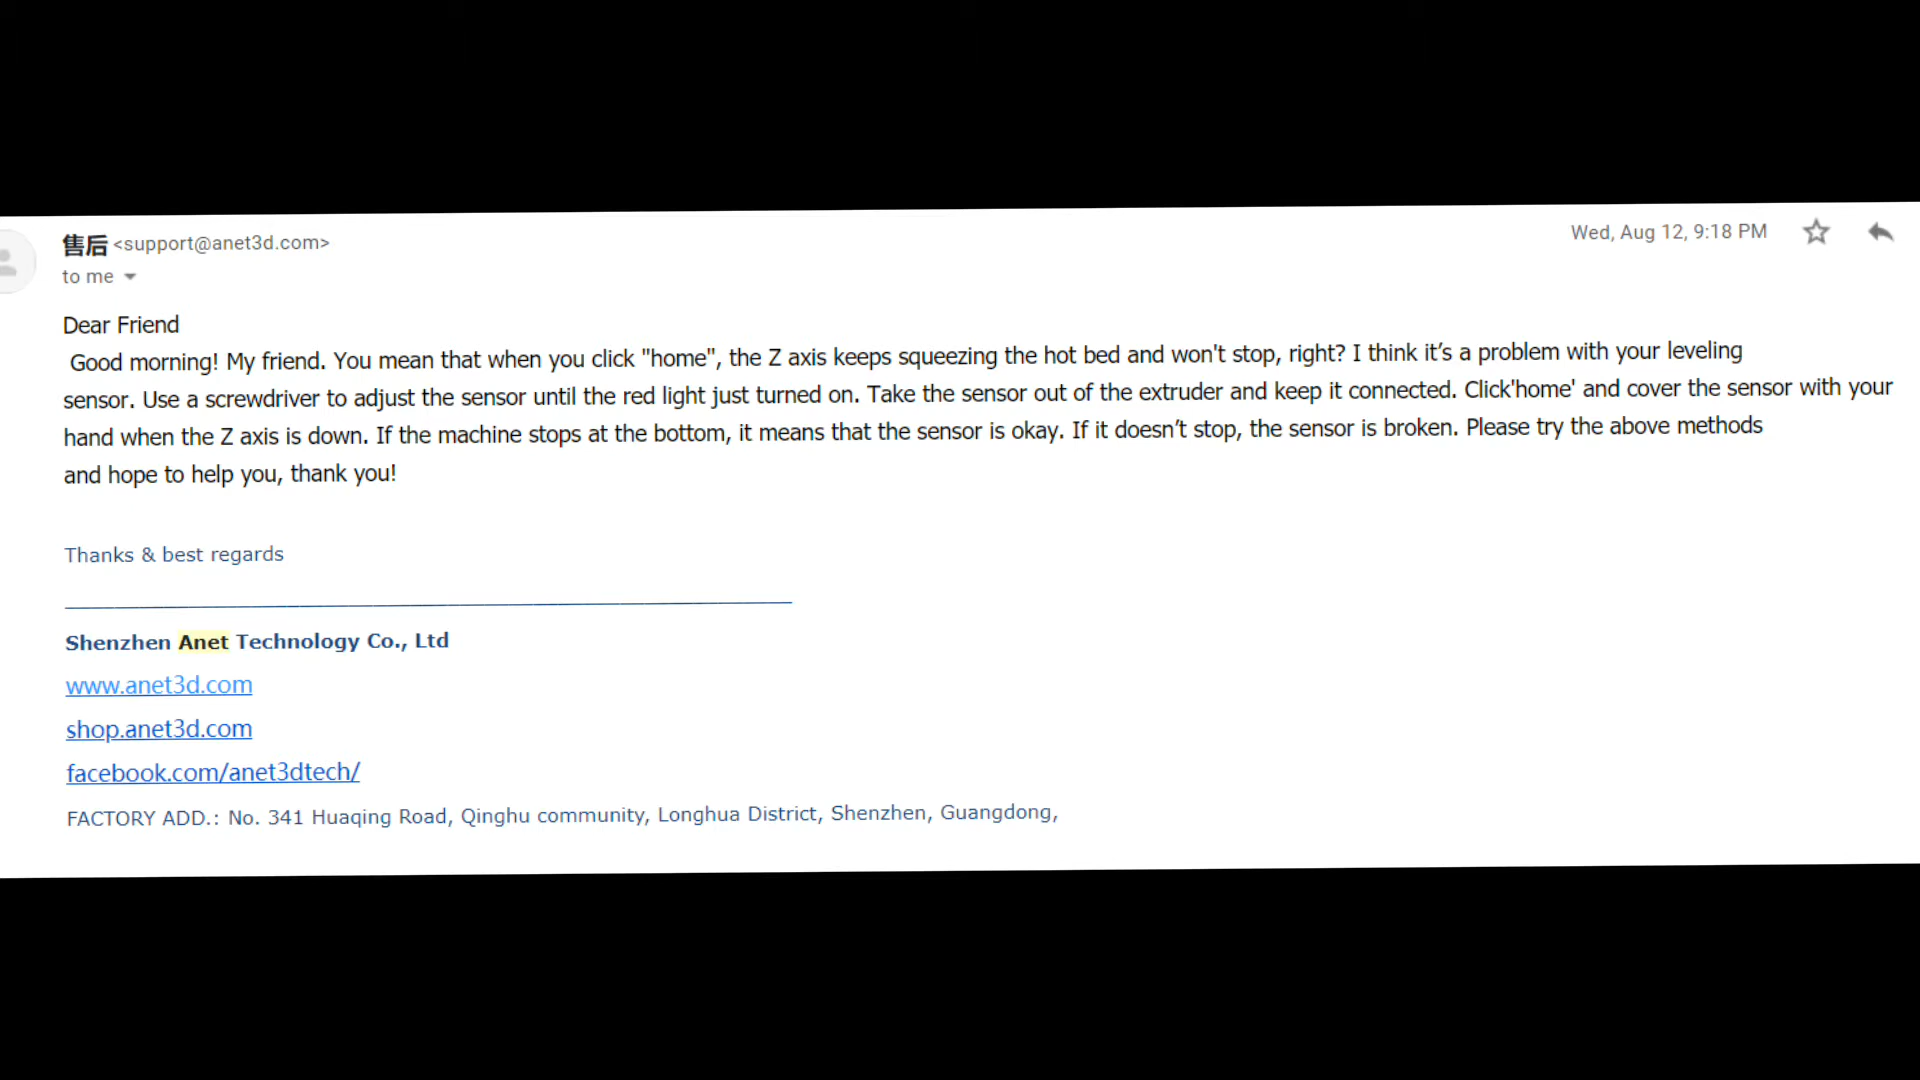 售后 <support@anet3d.com>
Wed, Aug 12, 9:18 PM
to me
Dear Friend
Good morning! My friend. You mean that when you click "home", the Z axis keeps squeezing the hot bed and won't stop, right? I think it’s a problem with your leveling
sensor. Use a screwdriver to adjust the sensor until the red light just turned on. Take the sensor out of the extruder and keep it connected. Click'home' and cover the sensor with your
hand when the Z axis is down. If the machine stops at the bottom, it means that the sensor is okay. If it doesn’t stop, the sensor is broken. Please try the above methods
and hope to help you, thank you!
Thanks & best regards
Shenzhen Anet Technology Co., Ltd
www.anet3d.com
shop.anet3d.com
facebook.com/anet3dtech/
FACTORY ADD.: No. 341 Huaqing Road, Qinghu community, Longhua District, Shenzhen, Guangdong,